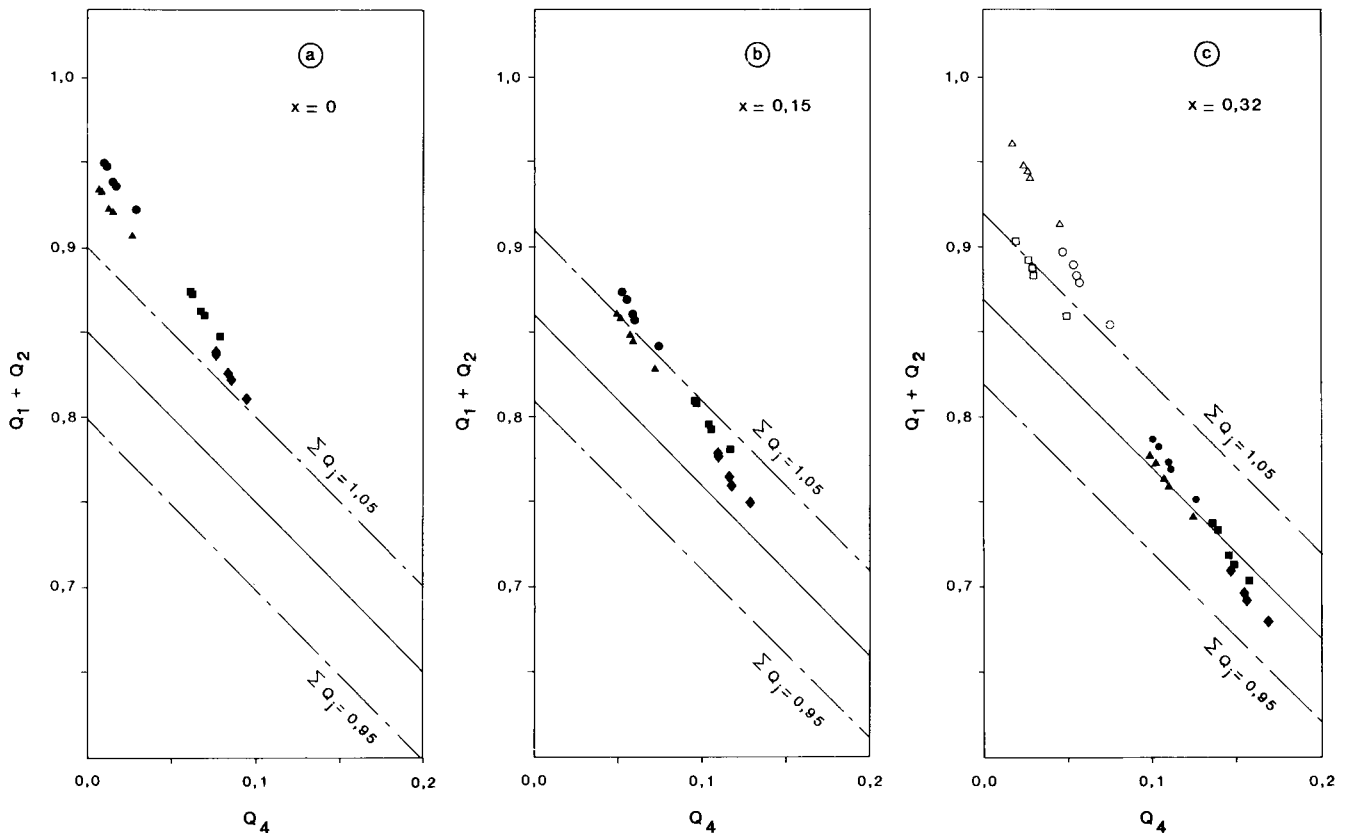 a
x = 0
1,0
0,9
0,8
0,7
Q1 + Q2
∑ Qj = 1,05
∑ Qj = 0,95
0,0
0,1
0,2
Q4
b
x = 0,15
1,0
0,9
0,8
0,7
Q1 + Q2
∑ Qj = 1,05
∑ Qj = 0,95
0,0
0,1
0,2
Q4
c
x = 0,32
1,0
0,9
0,8
0,7
Q1 + Q2
∑ Qj = 1,05
∑ Qj = 0,95
0,0
0,1
0,2
Q4